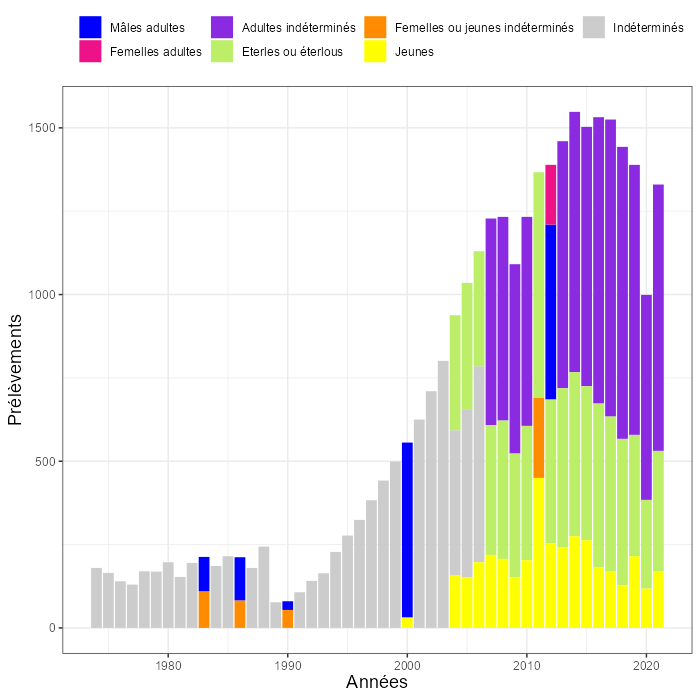 Mâles adultes Adultes indéterminés Femelles ou jeunes indéterminés Indéterminés
Femelles adultes Eterles ou éterlous Jeunes
1500
1000
500
0
Prélèvements
1980 1990 2000 2010 2020
Années